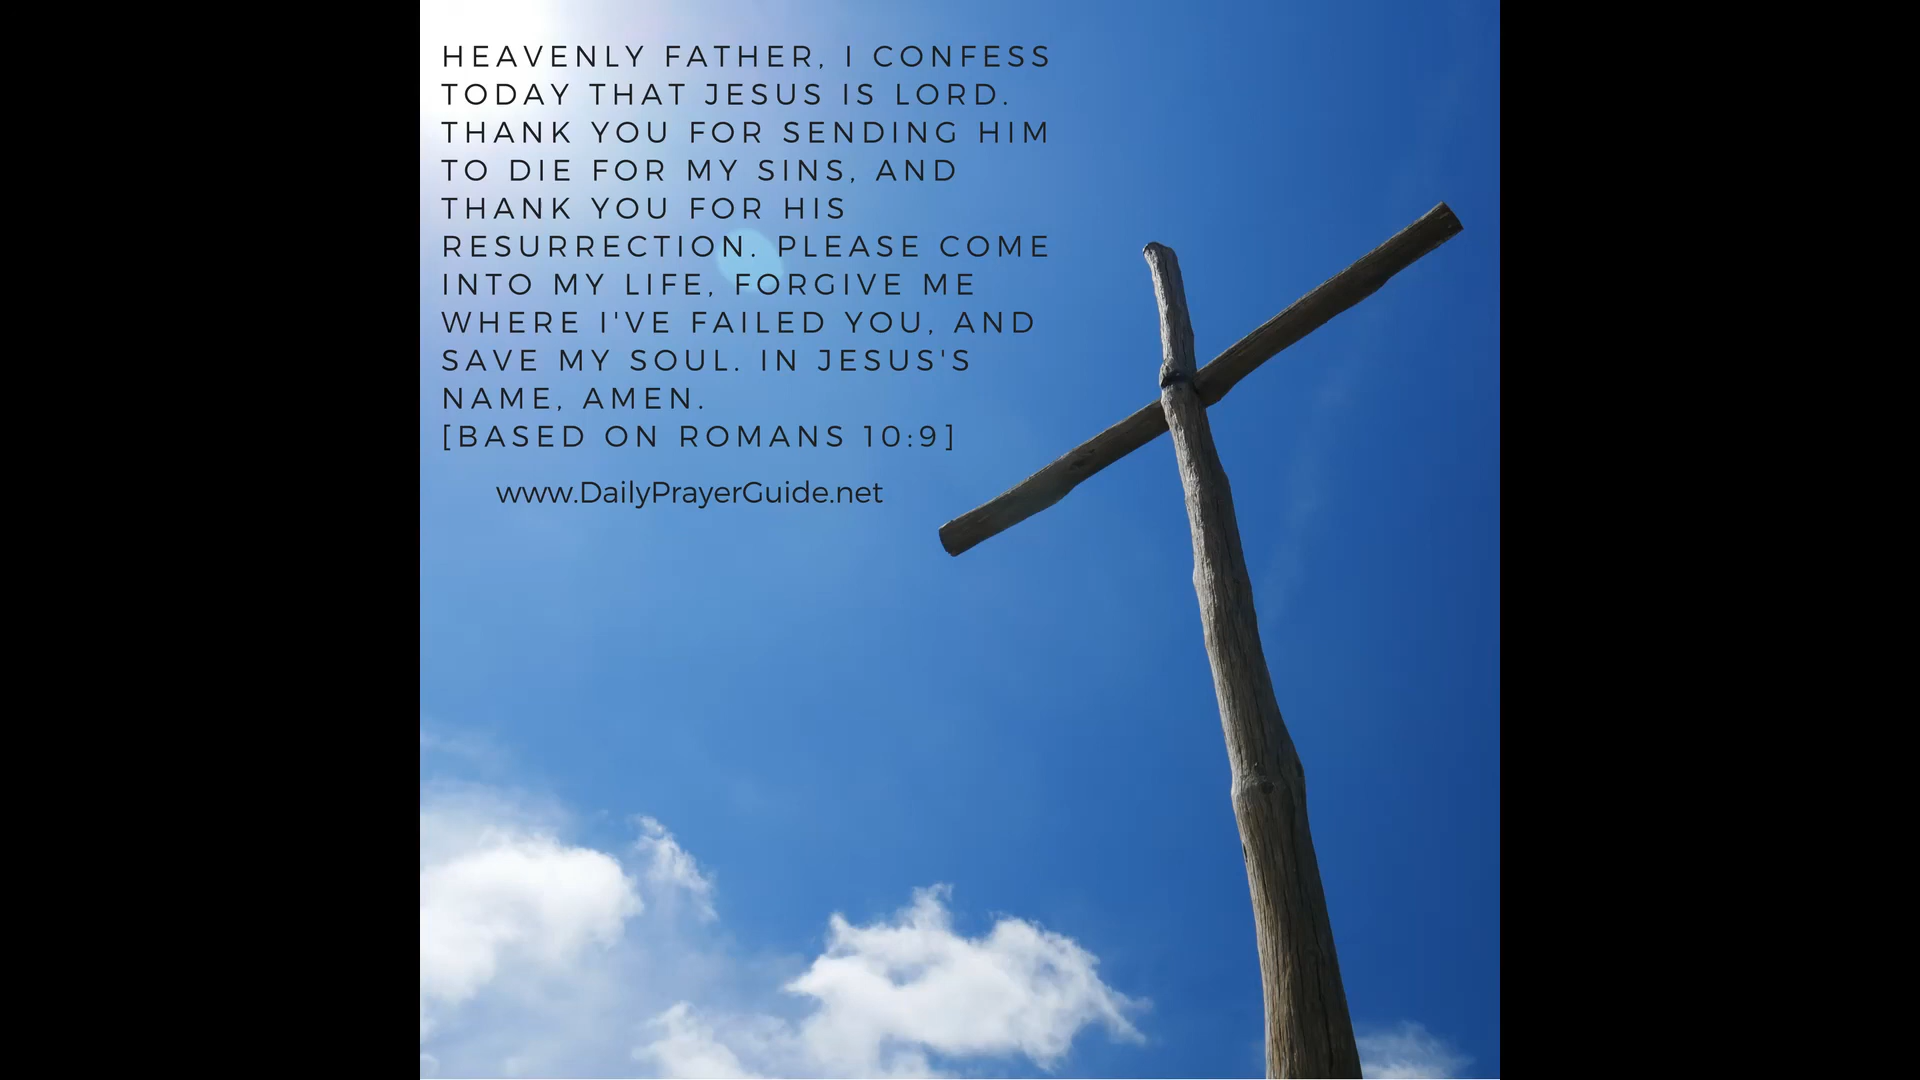 HEAVENLY FATHER, I CONFESS
TODAY THAT JESUS IS LORD.
THANK YOU FOR SENDING HIM
TO DIE FOR MY SINS, AND
THANK YOU FOR HIS
RESURRECTION. PLEASE COME
INTO MY LIFE, FORGIVE ME
WHERE I'VE FAILED YOU, AND
SAVE MY SOUL. IN JESUS'S
NAME, AMEN.
[BASED ON ROMANS 10:9]
www.DailyPrayerGuide.net